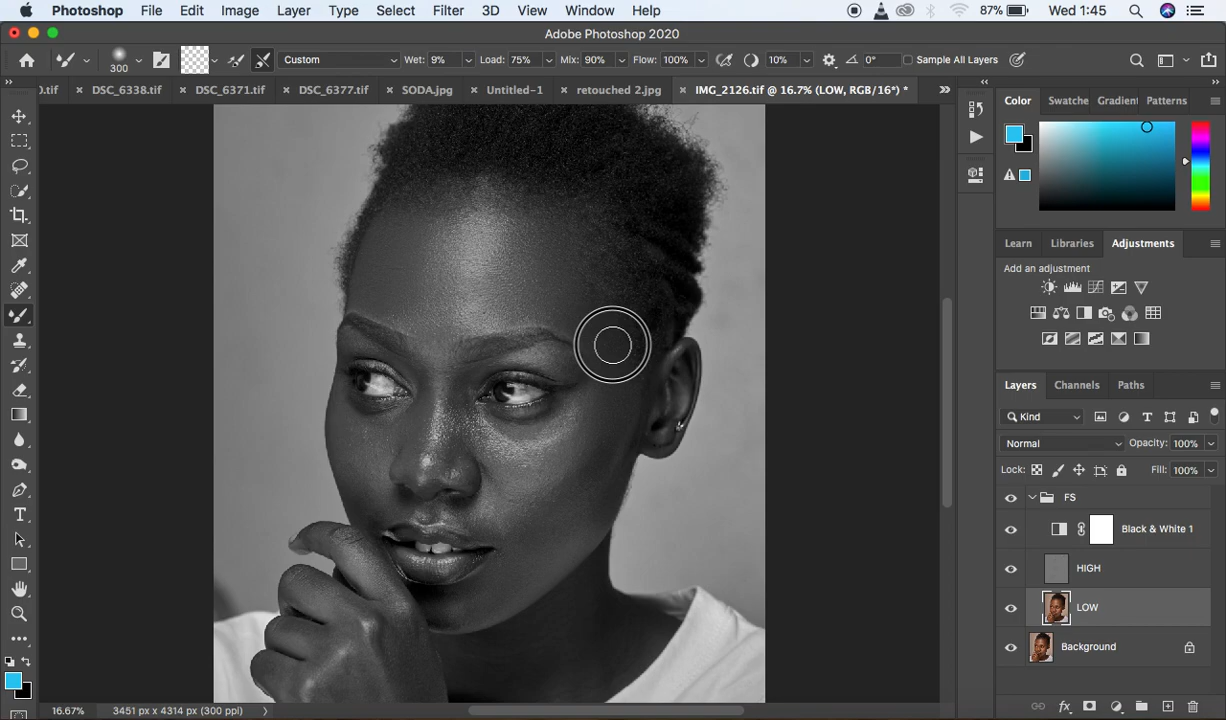 Photoshop File Edit Image Layer Type Select Filter 3D View Window Help 87% Wed 1:45
Adobe Photoshop 2020
300 Custom Wet: 9% Load: 75% Mix: 90% Flow: 100% 10% 0° Sample All Layers
0.tif × DSC_6338.jpg × DSC_6371.tif × DSC_6377.tif × SODA.jpg × Untitled-1 × retouched 2.jpg × IMG_2126.tif @ 16.7% (LOW, RGB/16*) *
Color Swatche Gradient Patterns
Learn Libraries Adjustments
Add an adjustment
Layers Channels Paths
Kind
Normal Opacity: 100%
Lock: Fill: 100%
FS
Black & White 1
HIGH
LOW
Background
16.67% 3451 px x 4314 px (300 ppi)